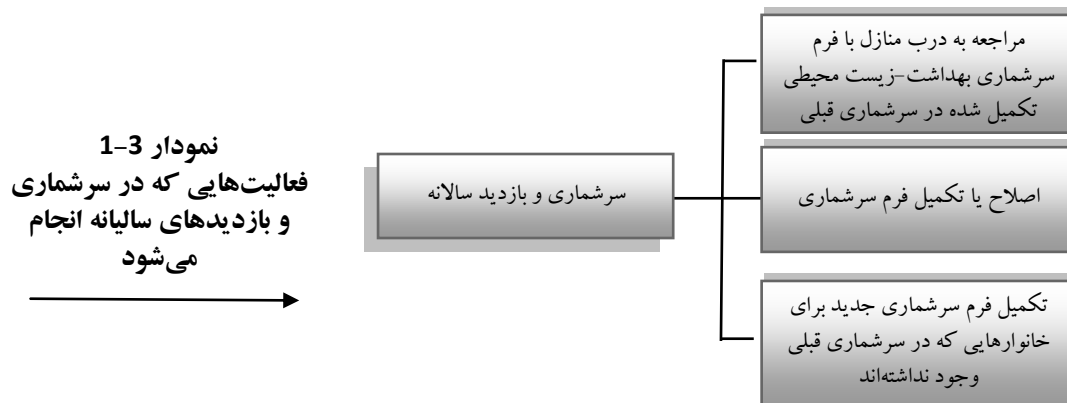 نمودار 3-1
فعالیت‌هایی که در سرشماری
و بازدیدهای سالیانه انجام
می‌شود
سرشماری و بازدید سالانه
مراجعه به درب منازل با فرم
سرشماری بهداشت-زیست محیطی
تکمیل شده در سرشماری قبلی
اصلاح یا تکمیل فرم سرشماری
تکمیل فرم سرشماری جدید برای
خانوارهایی که در سرشماری قبلی
وجود نداشته‌اند